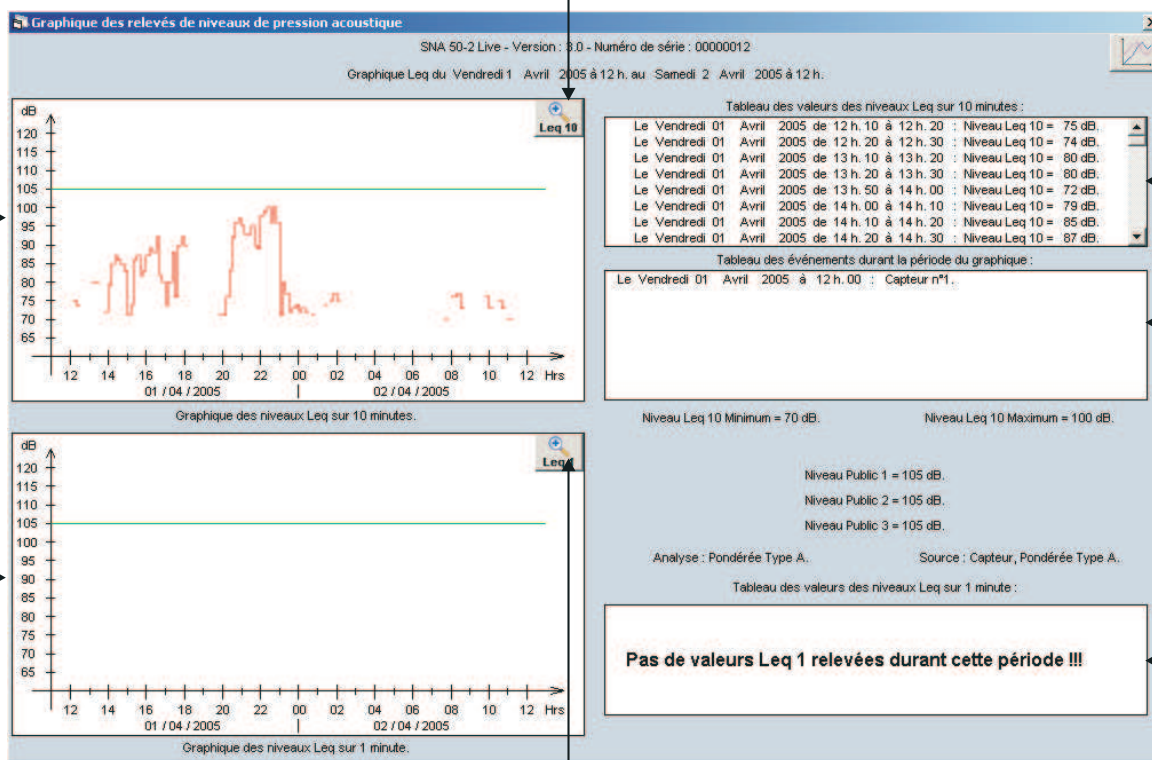 Graphique des relevés de niveaux de pression acoustique
SNA 50-2 Live - Version : 3.0 - Numéro de série : 00000012
Graphique Leq du Vendredi 1 Avril 2005 à 12 h. au Samedi 2 Avril 2005 à 12 h.
dB
Leq 10
120
115
110
105
100
95
90
85
80
75
70
65
12 14 16 18 20 22 00 02 04 06 08 10 12 Hrs
01 / 04 / 2005 | 02 / 04 / 2005
Graphique des niveaux Leq sur 10 minutes.
Tableau des valeurs des niveaux Leq sur 10 minutes :
Le Vendredi 01 Avril 2005 de 12 h. 10 à 12 h. 20 : Niveau Leq 10 = 75 dB.
Le Vendredi 01 Avril 2005 de 12 h. 20 à 12 h. 30 : Niveau Leq 10 = 74 dB.
Le Vendredi 01 Avril 2005 de 13 h. 10 à 13 h. 20 : Niveau Leq 10 = 80 dB.
Le Vendredi 01 Avril 2005 de 13 h. 20 à 13 h. 30 : Niveau Leq 10 = 80 dB.
Le Vendredi 01 Avril 2005 de 13 h. 50 à 14 h. 00 : Niveau Leq 10 = 72 dB.
Le Vendredi 01 Avril 2005 de 14 h. 00 à 14 h. 10 : Niveau Leq 10 = 79 dB.
Le Vendredi 01 Avril 2005 de 14 h. 10 à 14 h. 20 : Niveau Leq 10 = 85 dB.
Le Vendredi 01 Avril 2005 de 14 h. 20 à 14 h. 30 : Niveau Leq 10 = 87 dB.
Tableau des événements durant la période du graphique :
Le Vendredi 01 Avril 2005 à 12 h. 00 : Capteur n°1.
Niveau Leq 10 Minimum = 70 dB. Niveau Leq 10 Maximum = 100 dB.
Niveau Public 1 = 105 dB.
Niveau Public 2 = 105 dB.
Niveau Public 3 = 105 dB.
Analyse : Pondérée Type A. Source : Capteur, Pondérée Type A.
dB
Leq 1
120
115
110
105
100
95
90
85
80
75
70
65
12 14 16 18 20 22 00 02 04 06 08 10 12 Hrs
01 / 04 / 2005 | 02 / 04 / 2005
Graphique des niveaux Leq sur 1 minute.
Tableau des valeurs des niveaux Leq sur 1 minute :
Pas de valeurs Leq 1 relevées durant cette période !!!